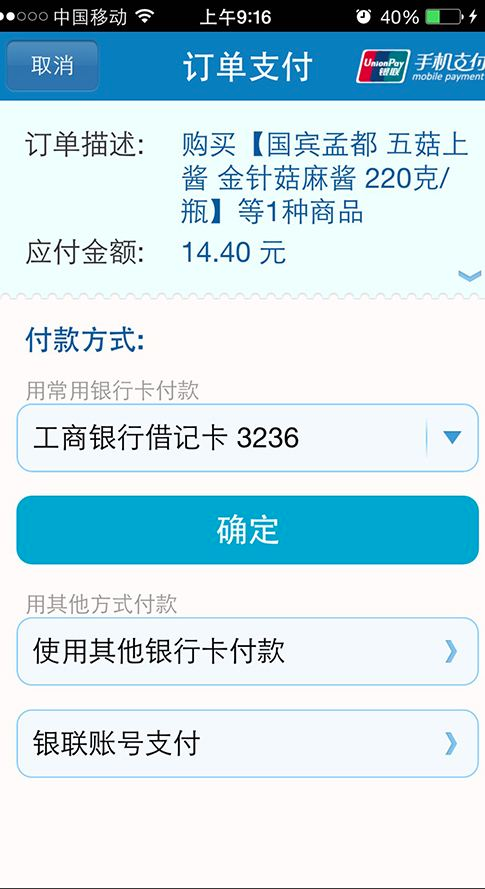 中国移动 上午9:16 40%
取消 订单支付 UnionPay 银联 手机支付
mobile payment
订单描述: 购买【国宾孟都 五菇上
酱 金针菇麻酱 220克/
瓶】等1种商品
应付金额: 14.40 元
付款方式:
用常用银行卡付款
工商银行借记卡 3236
确定
用其他方式付款
使用其他银行卡付款
银联账号支付